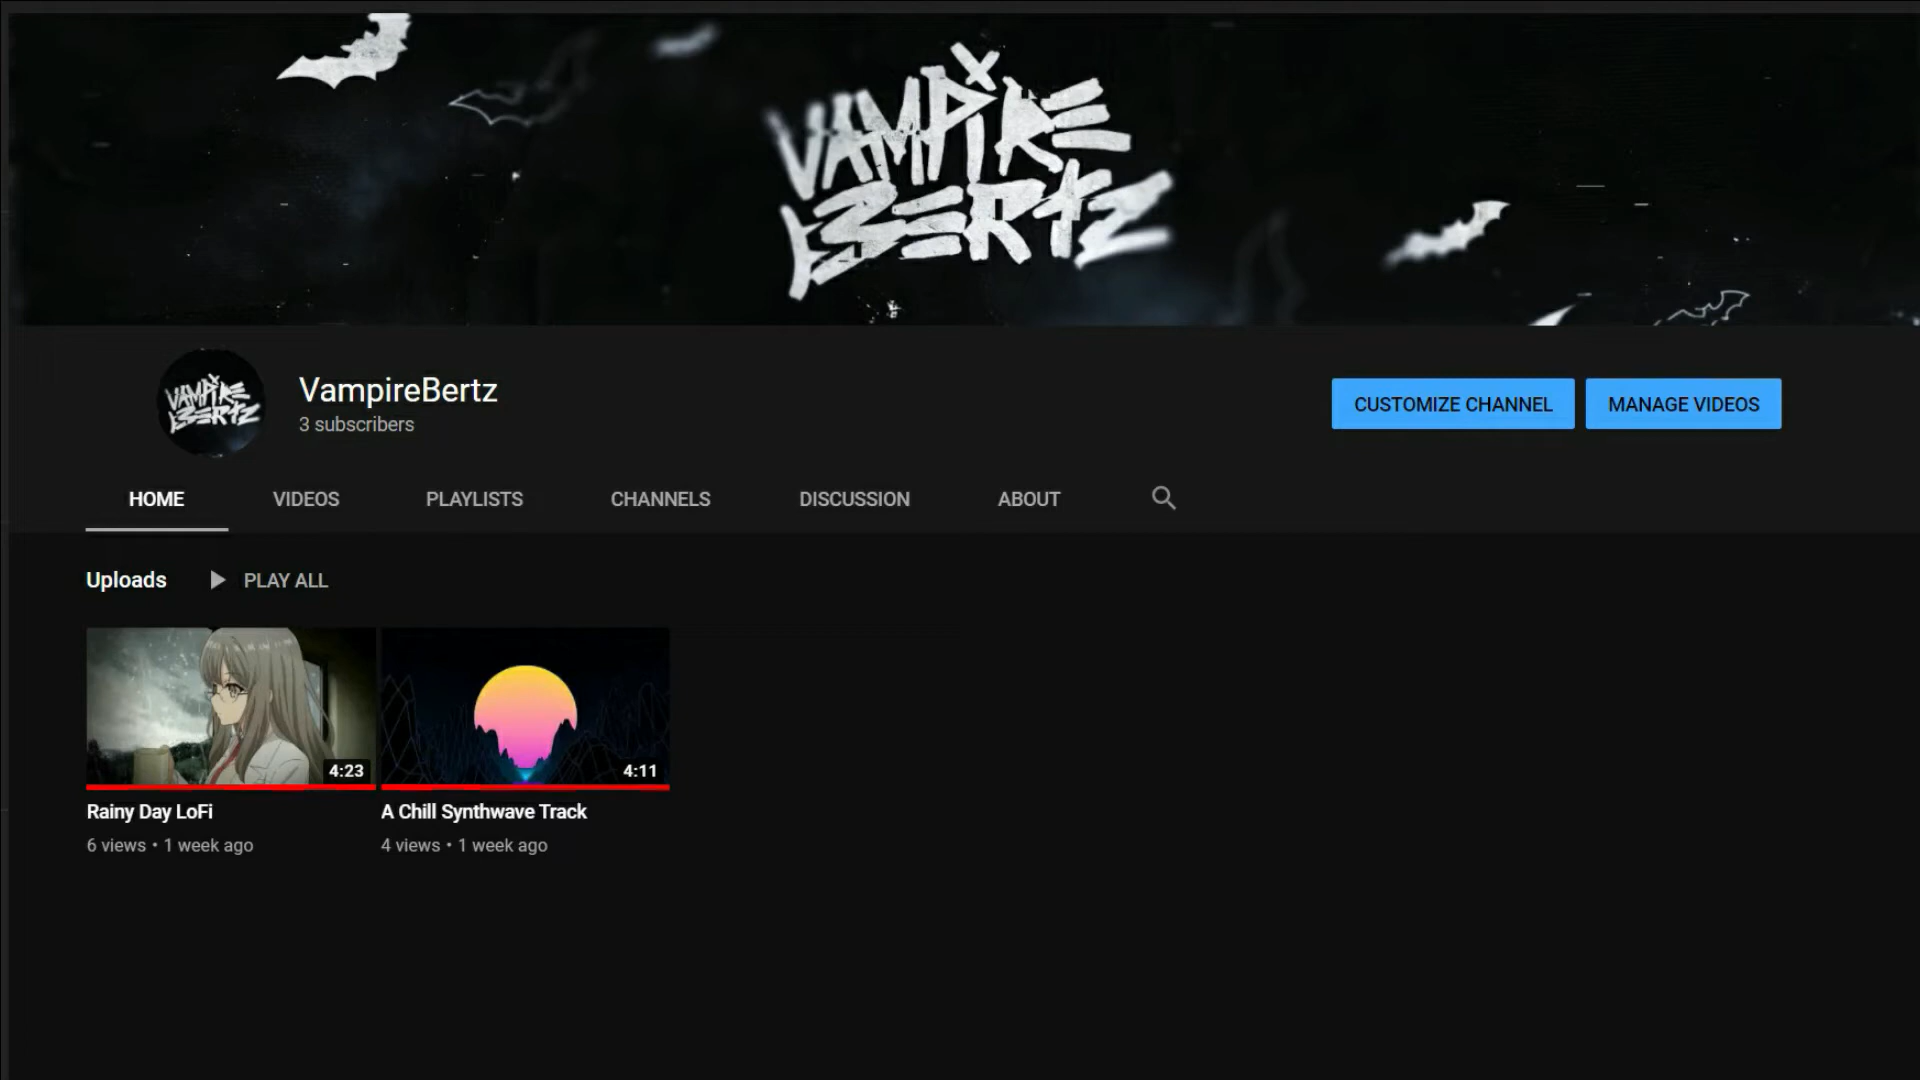 VAMPiRE
BERTZ
VAMPiRE
BERTZ
VampireBertz
3 subscribers
CUSTOMIZE CHANNEL
MANAGE VIDEOS
HOME
VIDEOS
PLAYLISTS
CHANNELS
DISCUSSION
ABOUT
Uploads
PLAY ALL
4:23
4:11
Rainy Day LoFi
6 views • 1 week ago
A Chill Synthwave Track
4 views • 1 week ago